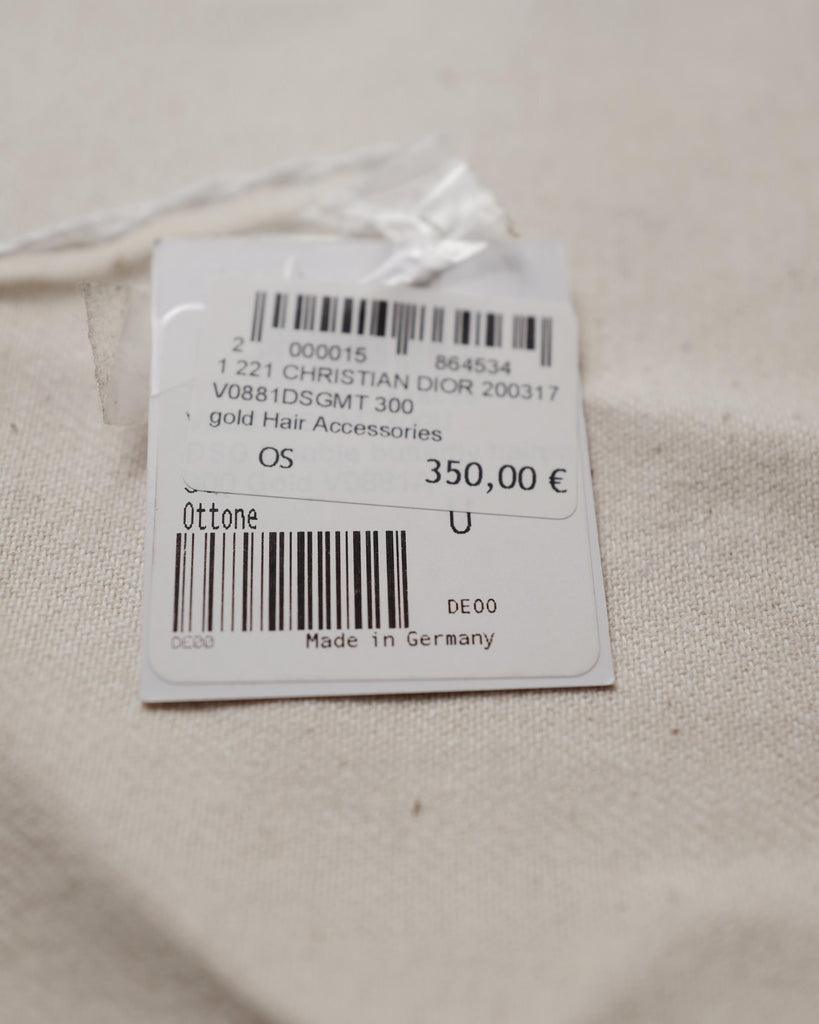 2 000015 864534
1 221 CHRISTIAN DIOR 200317
V0881DSGMT 300
gold Hair Accessories
OS 350,00 €
Ottone U
DE00
DE00 Made in Germany